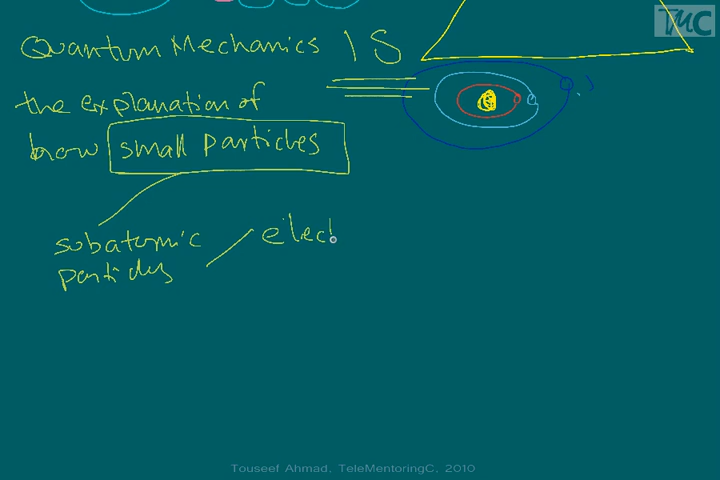 TMC
Quantum Mechanics IS
the explanation of
how small particles
subatomic
particles
elect
Touseef Ahmad, TeleMentoringC, 2010